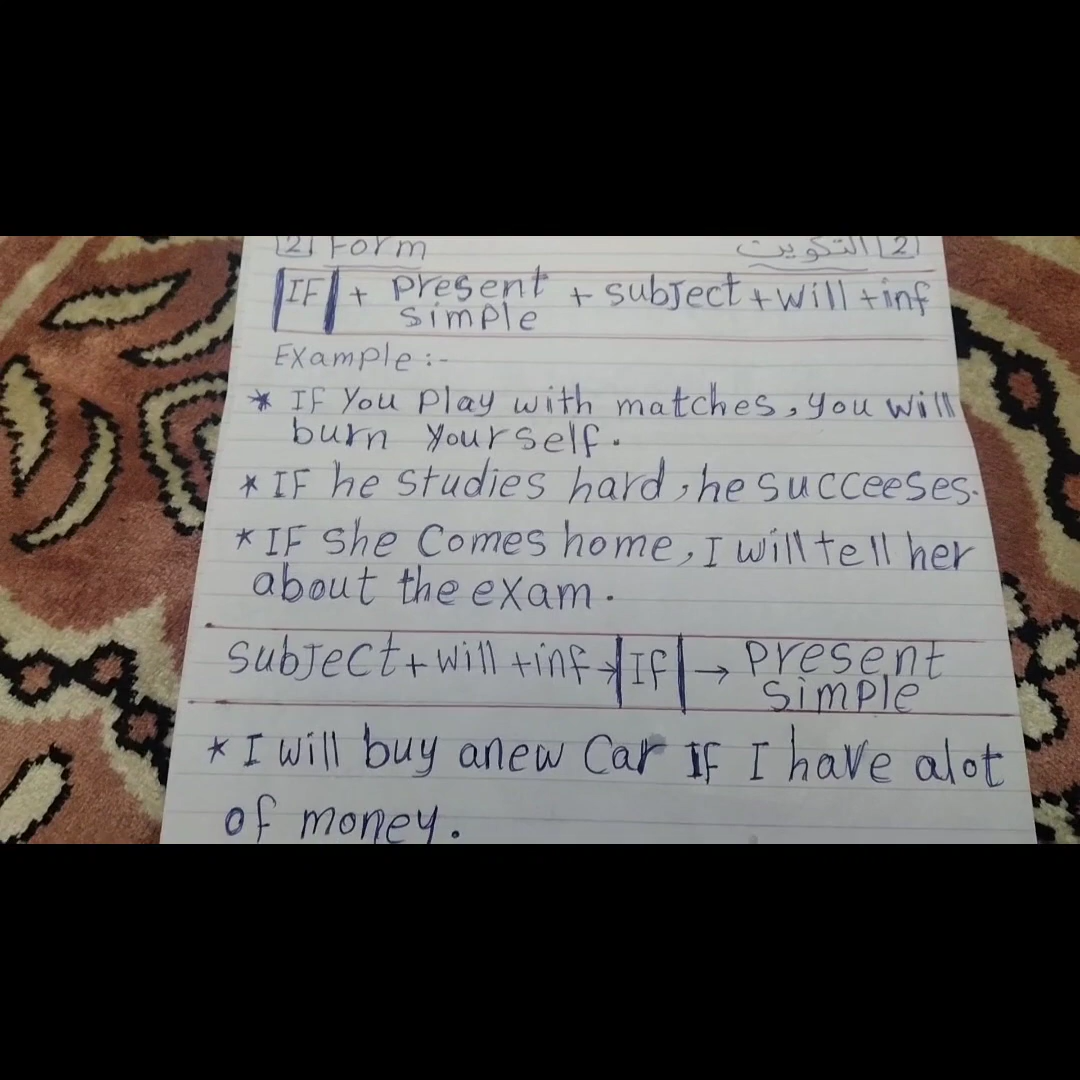 [2] Form [2] التكوين
IF + Present simple + subject + will + inf
Example :-
* IF You Play with matches, you will
burn yourself.
* IF he studies hard, he succeeses.
* IF she comes home, I will tell her
about the exam.
subject + will + inf → If → present simple
* I will buy anew Car IF I have alot
of money.